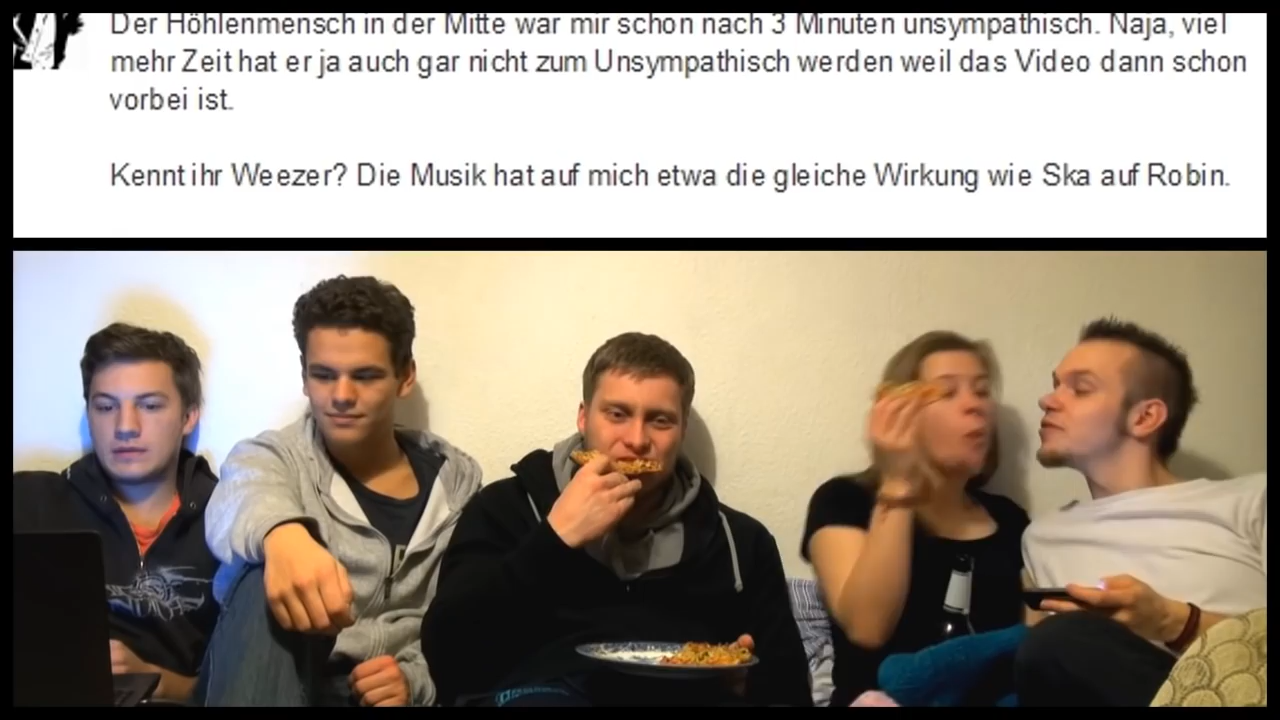 Der Höhlenmensch in der Mitte war mir schon nach 3 Minuten unsympathisch. Naja, viel
mehr Zeit hat er ja auch gar nicht zum Unsympathisch werden weil das Video dann schon
vorbei ist.
Kennt ihr Weezer? Die Musik hat auf mich etwa die gleiche Wirkung wie Ska auf Robin.